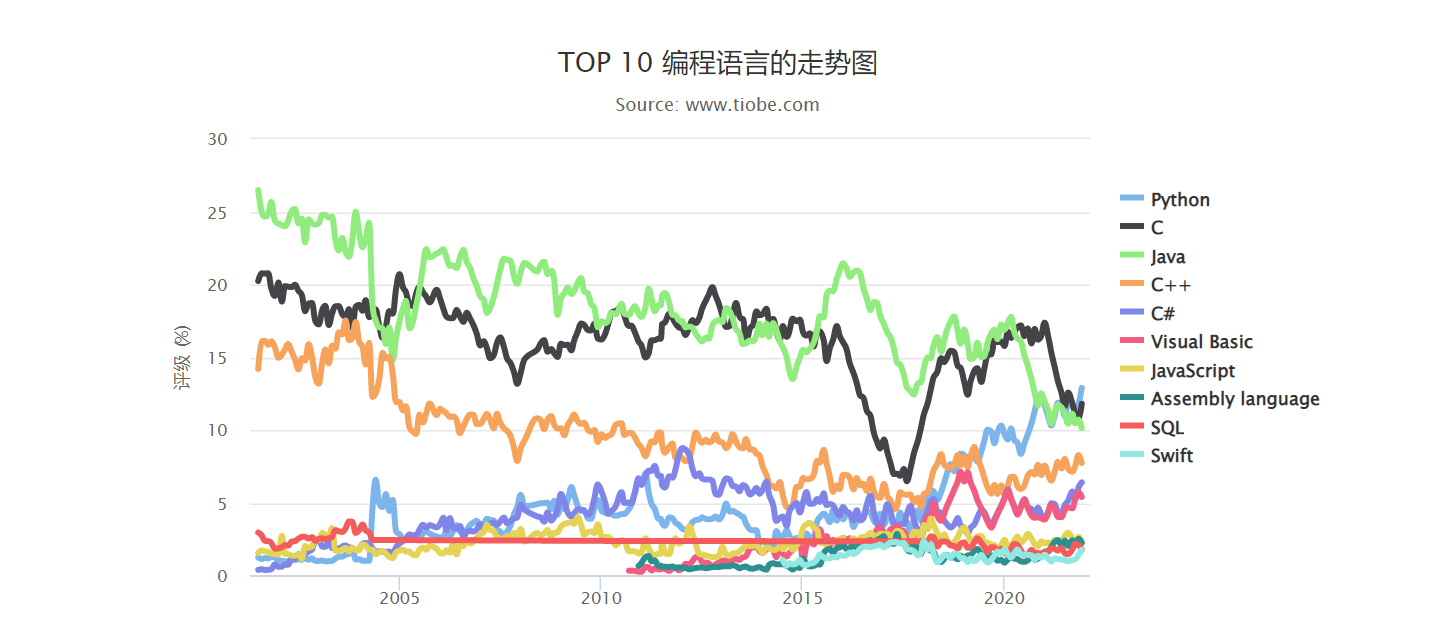 TOP 10 编程语言的走势图
Source: www.tiobe.com
30
25
20
15
10
5
0
评级 (%)
2005
2010
2015
2020
Python
C
Java
C++
C#
Visual Basic
JavaScript
Assembly language
SQL
Swift